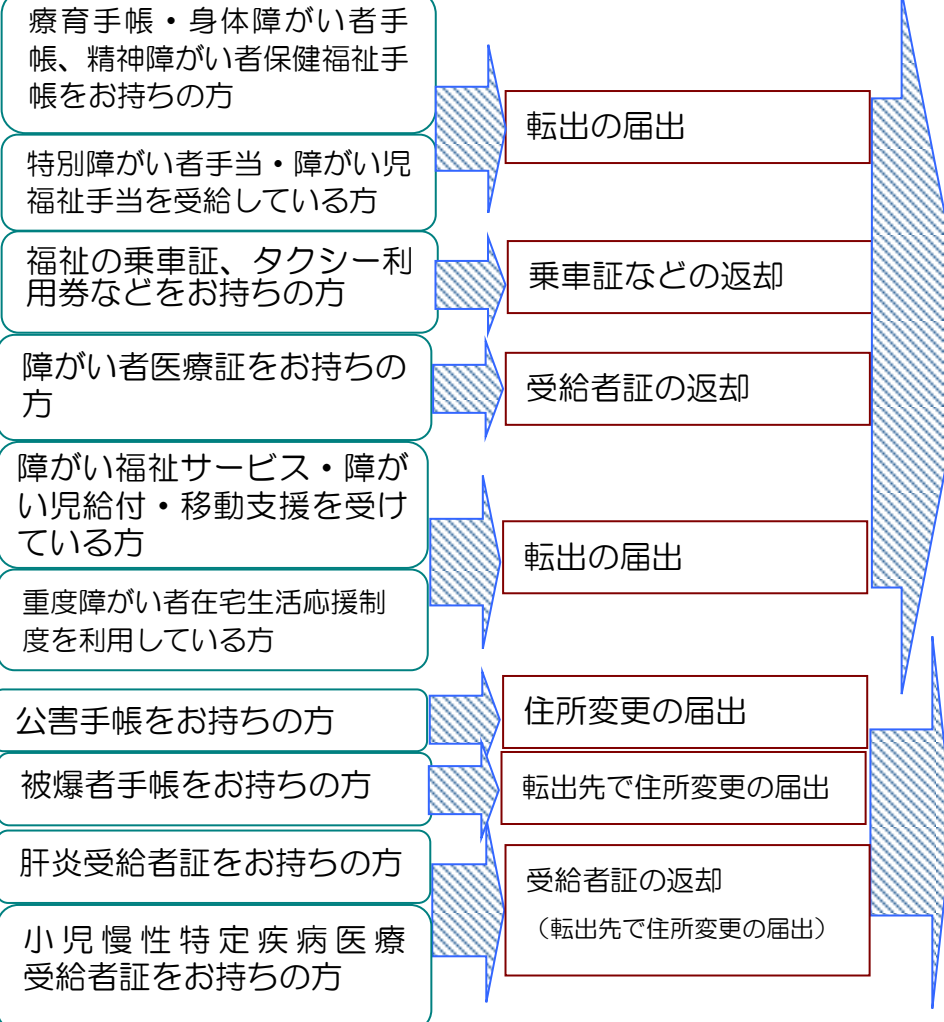 療育手帳・身体障がい者手
帳、精神障がい者保健福祉手
帳をお持ちの方
転出の届出
特別障がい者手当・障がい児
福祉手当を受給している方
福祉の乗車証、タクシー利
用券などをお持ちの方
乗車証などの返却
障がい者医療証をお持ちの
方
受給者証の返却
障がい福祉サービス・障が
い児給付・移動支援を受け
ている方
転出の届出
重度障がい者在宅生活応援制
度を利用している方
公害手帳をお持ちの方
住所変更の届出
被爆者手帳をお持ちの方
転出先で住所変更の届出
肝炎受給者証をお持ちの方
受給者証の返却
（転出先で住所変更の届出）
小児慢性特定疾病医療
受給者証をお持ちの方